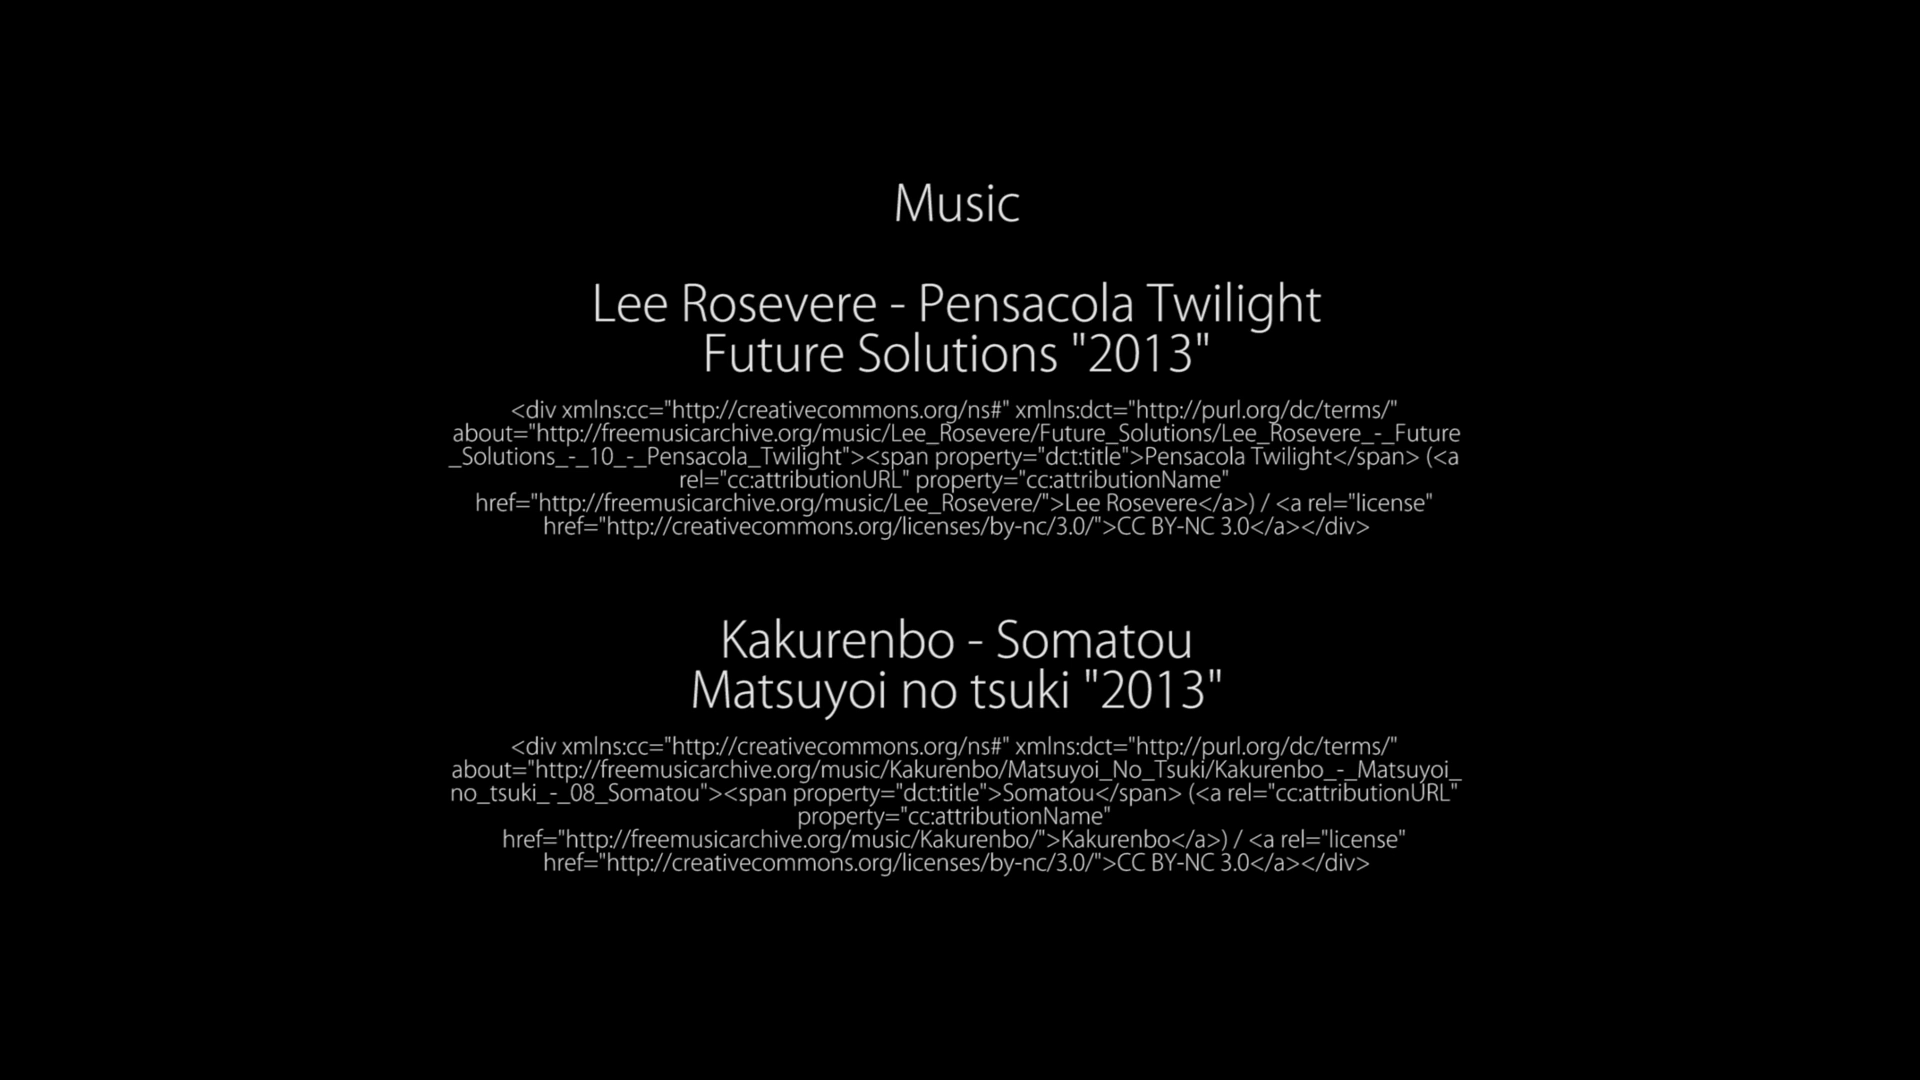 Music
Lee Rosevere - Pensacola Twilight
Future Solutions "2013"
<div xmlns:cc="http://creativecommons.org/ns#" xmlns:dct="http://purl.org/dc/terms/"
about="http://freemusicarchive.org/music/Lee_Rosevere/Future_Solutions/Lee_Rosevere_-_Future
_Solutions_-_10_-_Pensacola_Twilight"><span property="dct:title">Pensacola Twilight</span> (<a
rel="cc:attributionURL" property="cc:attributionName"
href="http://freemusicarchive.org/music/Lee_Rosevere/">Lee Rosevere</a>) / <a rel="license"
href="http://creativecommons.org/licenses/by-nc/3.0/">CC BY-NC 3.0</a></div>
Kakurenbo - Somatou
Matsuyoi no tsuki "2013"
<div xmlns:cc="http://creativecommons.org/ns#" xmlns:dct="http://purl.org/dc/terms/"
about="http://freemusicarchive.org/music/Kakurenbo/Matsuyoi_No_Tsuki/Kakurenbo_-_Matsuyoi_
no_tsuki_-_08_Somatou"><span property="dct:title">Somatou</span> (<a rel="cc:attributionURL"
property="cc:attributionName"
href="http://freemusicarchive.org/music/Kakurenbo/">Kakurenbo</a>) / <a rel="license"
href="http://creativecommons.org/licenses/by-nc/3.0/">CC BY-NC 3.0</a></div>